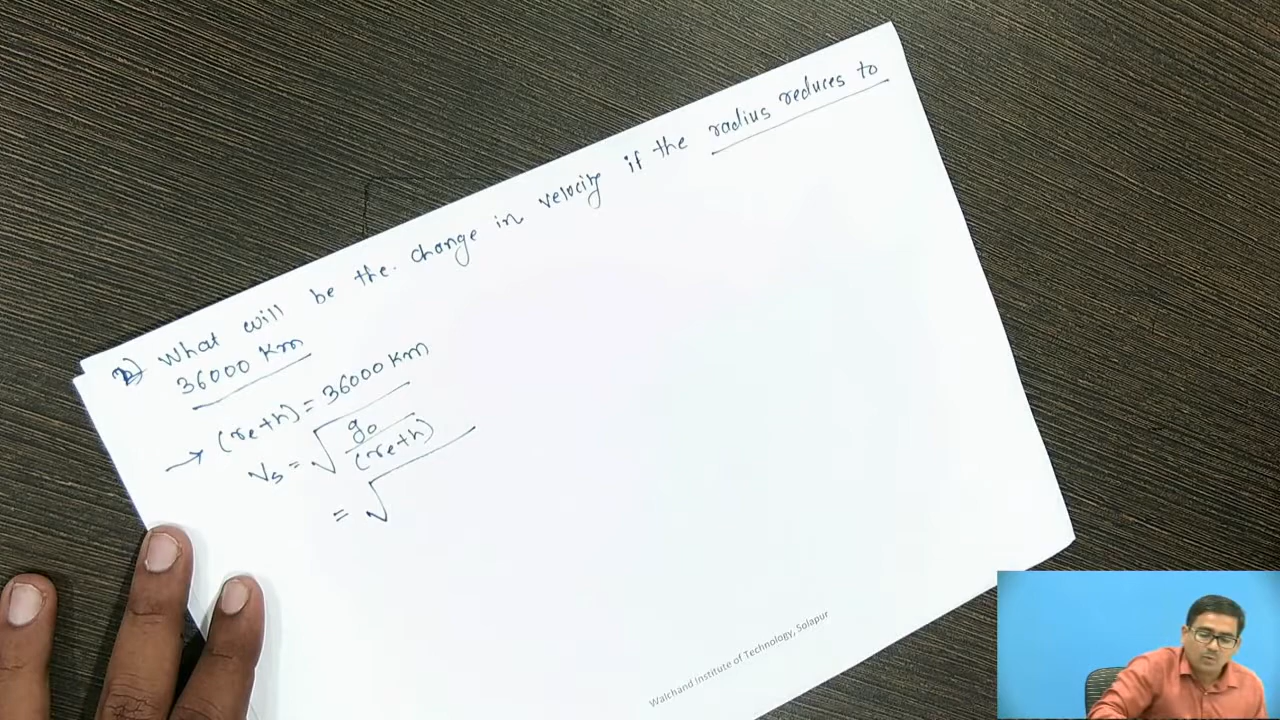 2) What will be the. change in velocity if the radius reduces to
36000 Km
→ (re+h) = 36000 Km
Vs = √ g0 / (re+h)
= √
Walchand Institute of Technology, Solapur